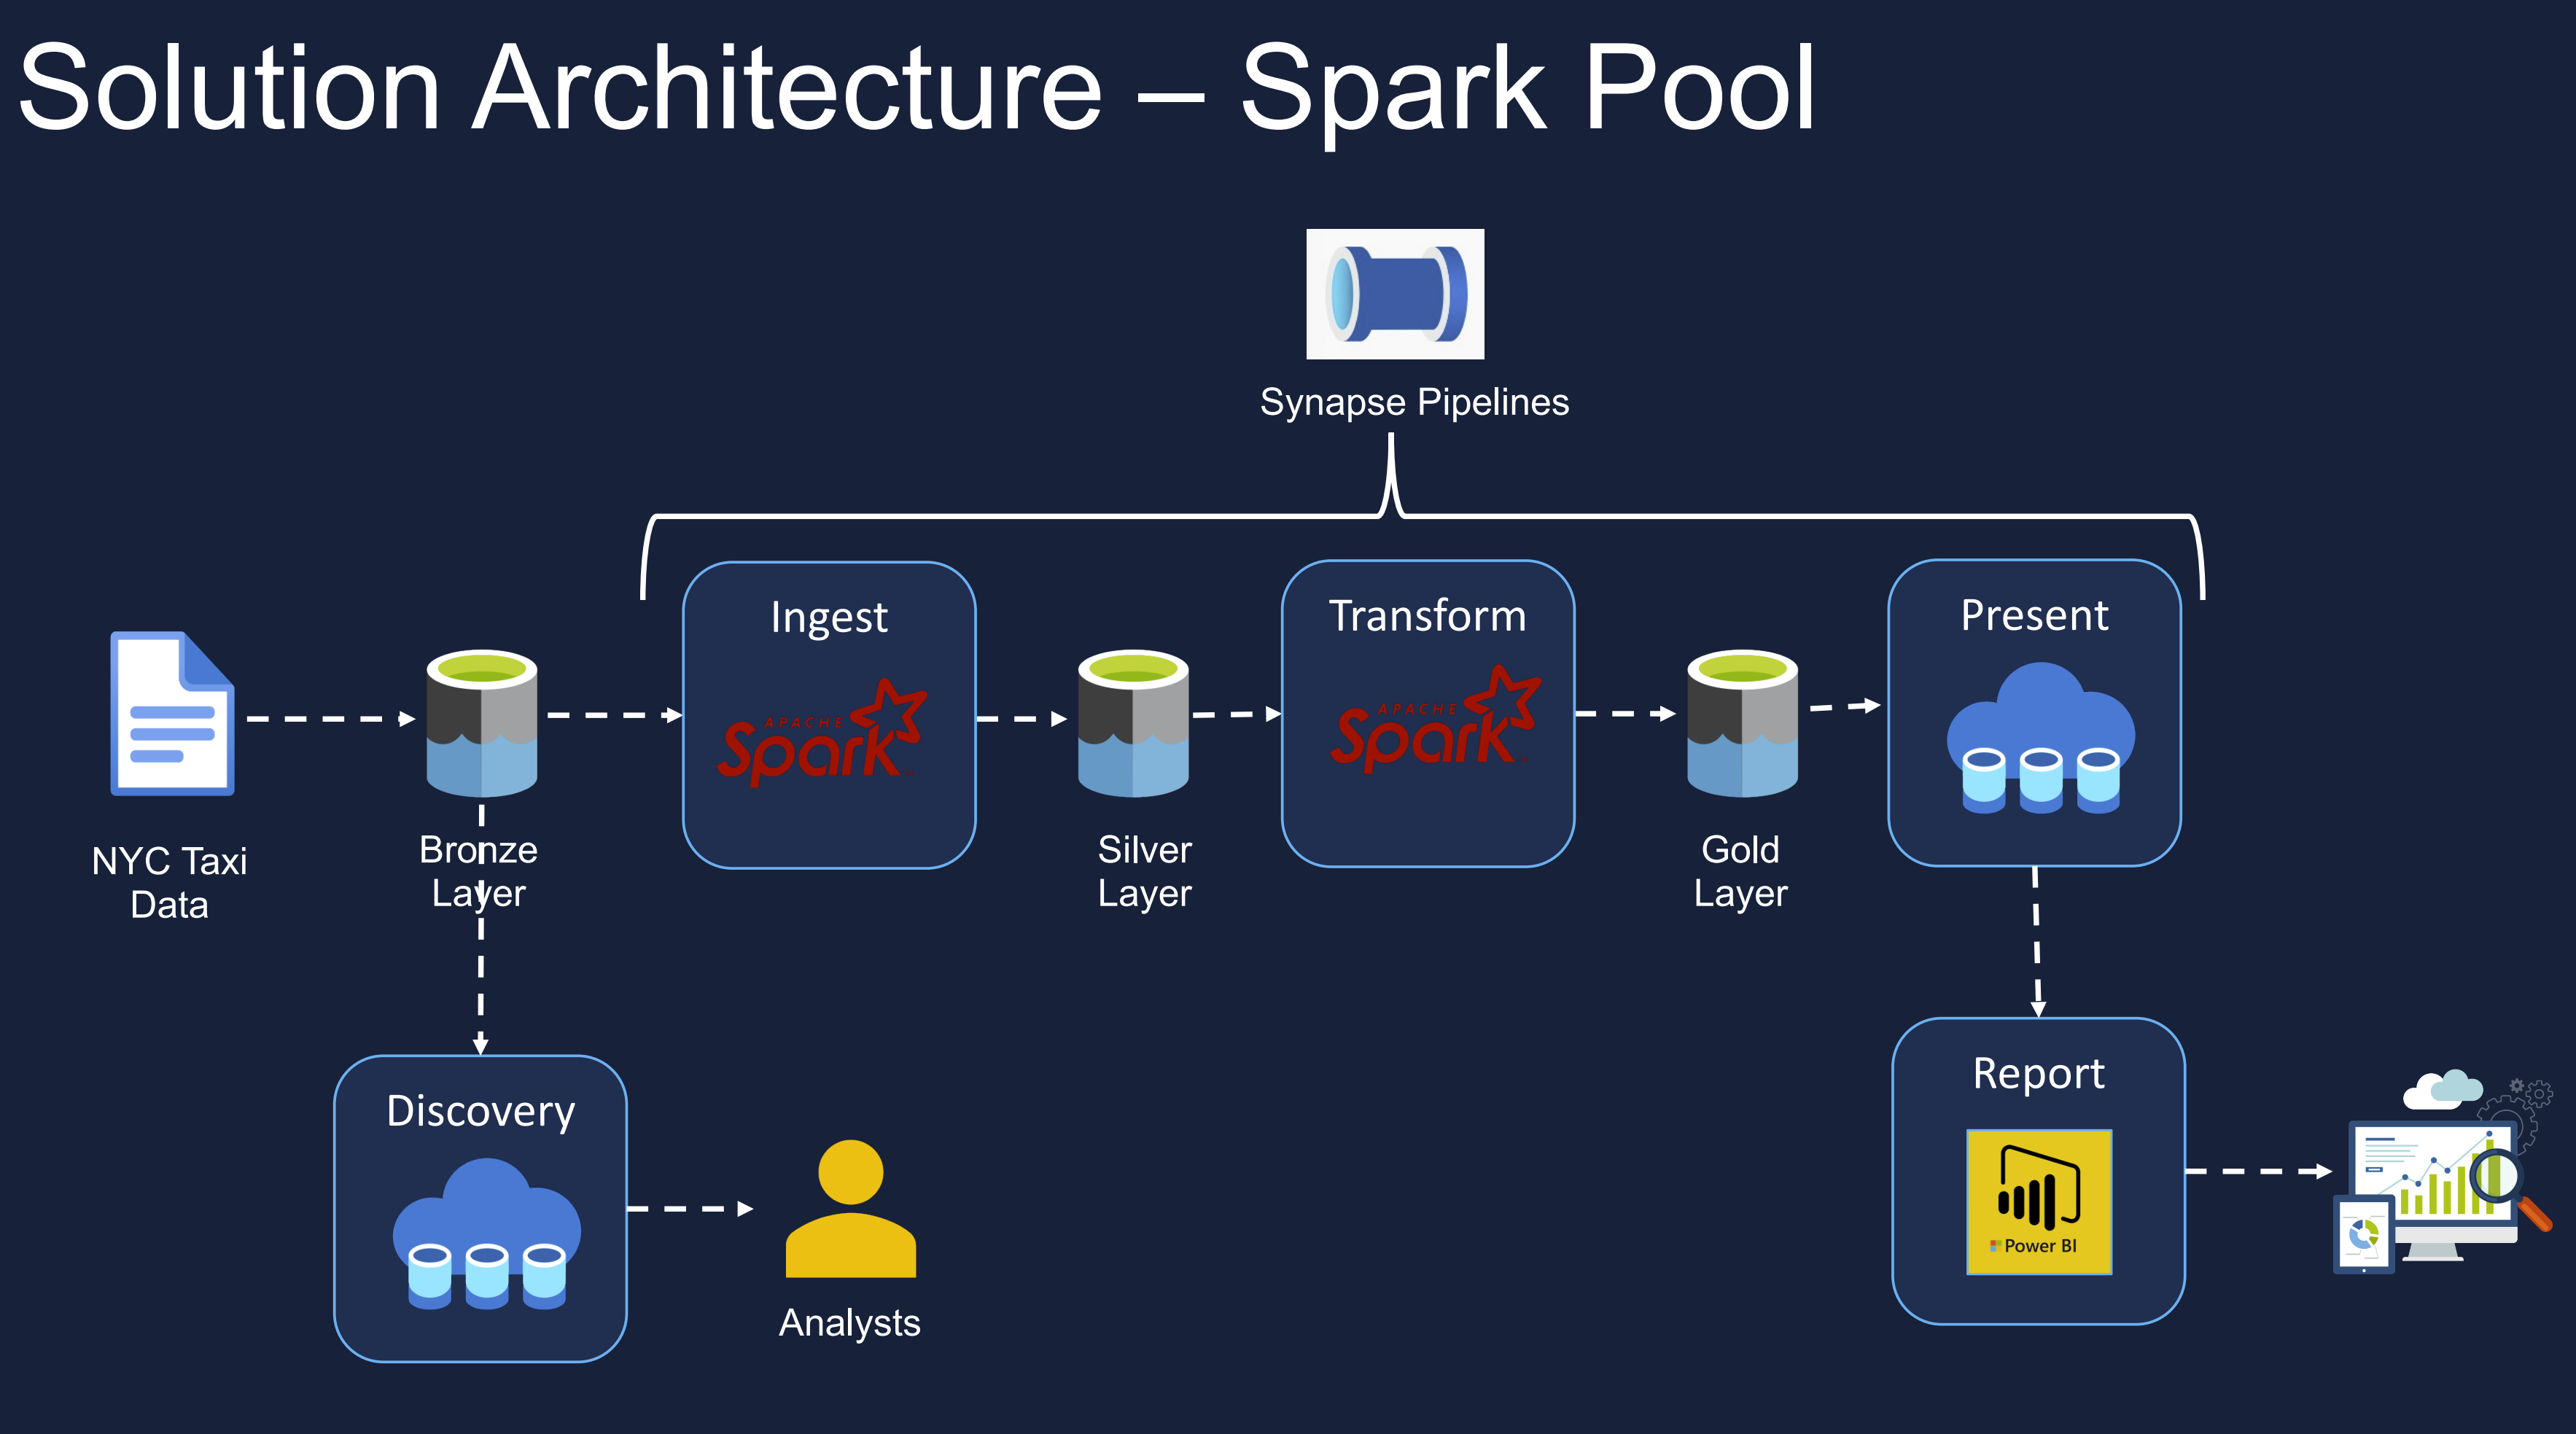 Solution Architecture – Spark Pool
Synapse Pipelines
Ingest
Transform
Present
APACHE
Spark
APACHE
Spark
NYC Taxi
Data
Bronze
Layer
Silver
Layer
Gold
Layer
Discovery
Report
Power BI
Analysts